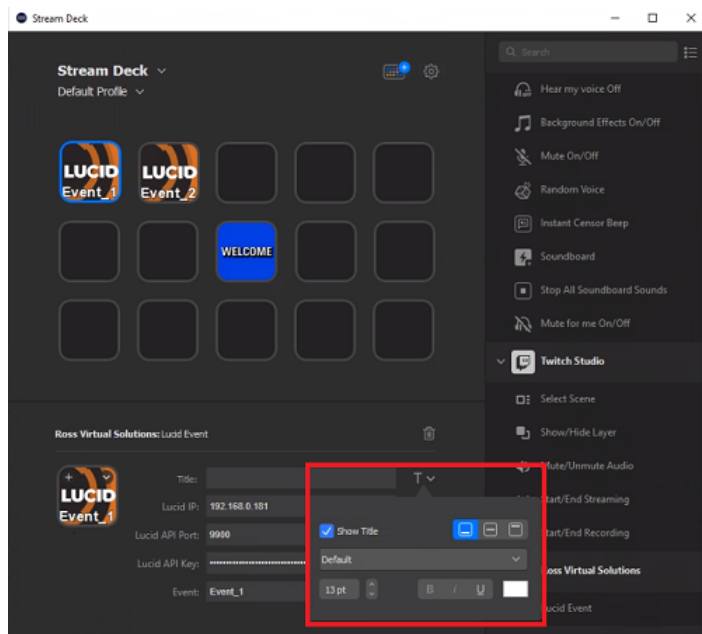 Stream Deck
Stream Deck
Default Profile
LUCID
Event_1
LUCID
Event_2
WELCOME
Search
Hear my voice Off
Background Effects On/Off
Mute On/Off
Random Voice
Instant Censor Beep
Soundboard
Stop All Soundboard Sounds
Mute for me On/Off
Twitch Studio
Select Scene
Show/Hide Layer
Mute/Unmute Audio
Start/End Streaming
Start/End Recording
Ross Virtual Solutions
Lucid Event
Ross Virtual Solutions: Lucid Event
LUCID
Event_1
Title:
T
Lucid IP: 192.168.0.181
Lucid API Port: 9900
Lucid API Key:
Event: Event_1
Show Title
Default
13 pt
B I U